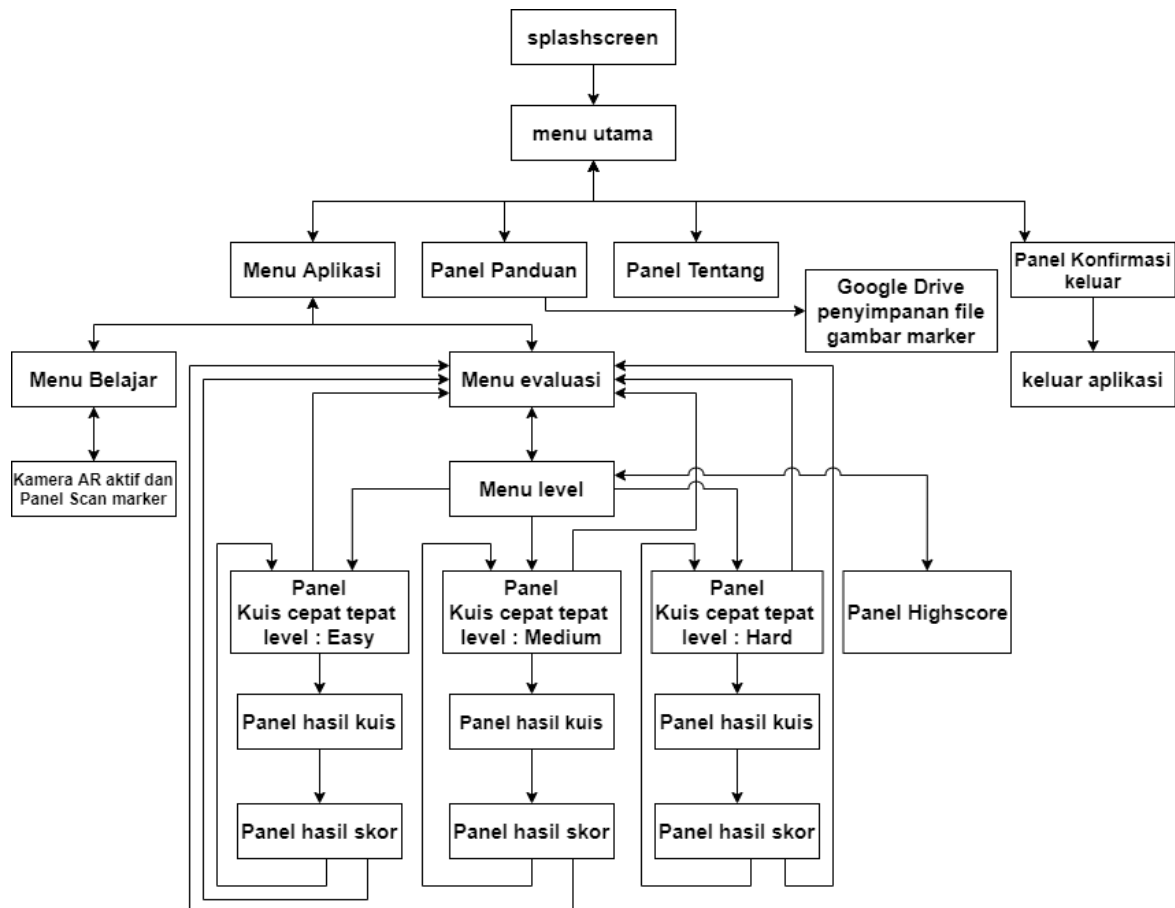 splashscreen
menu utama
Menu Aplikasi
Panel Panduan
Panel Tentang
Panel Konfirmasi
keluar
Google Drive
penyimpanan file
gambar marker
Menu Belajar
Menu evaluasi
keluar aplikasi
Kamera AR aktif dan
Panel Scan marker
Menu level
Panel
Kuis cepat tepat
level : Easy
Panel
Kuis cepat tepat
level : Medium
Panel
Kuis cepat tepat
level : Hard
Panel Highscore
Panel hasil kuis
Panel hasil kuis
Panel hasil kuis
Panel hasil skor
Panel hasil skor
Panel hasil skor